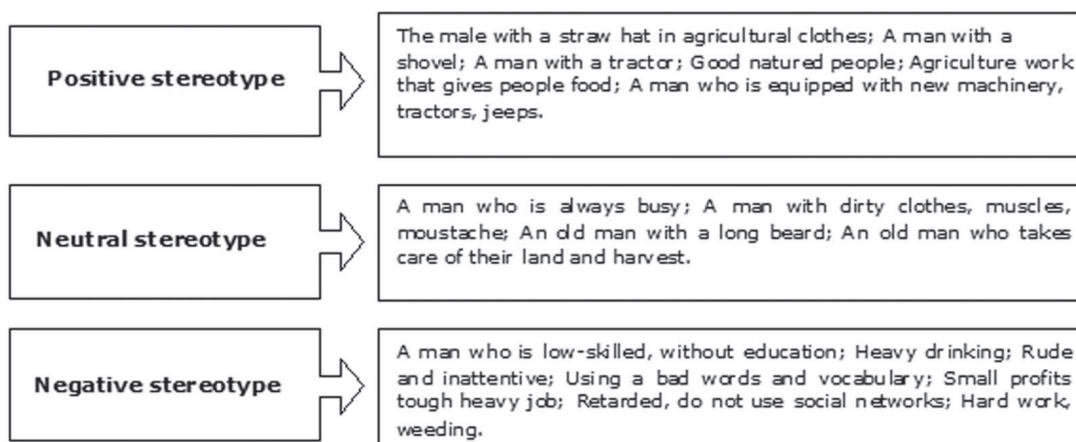 Positive stereotype
The male with a straw hat in agricultural clothes; A man with a
shovel; A man with a tractor; Good natured people; Agriculture work
that gives people food; A man who is equipped with new machinery,
tractors, jeeps.
Neutral stereotype
A man who is always busy; A man with dirty clothes, muscles,
moustache; An old man with a long beard; An old man who takes
care of their land and harvest.
Negative stereotype
A man who is low-skilled, without education; Heavy drinking; Rude
and inattentive; Using a bad words and vocabulary; Small profits
tough heavy job; Retarded, do not use social networks; Hard work,
weeding.